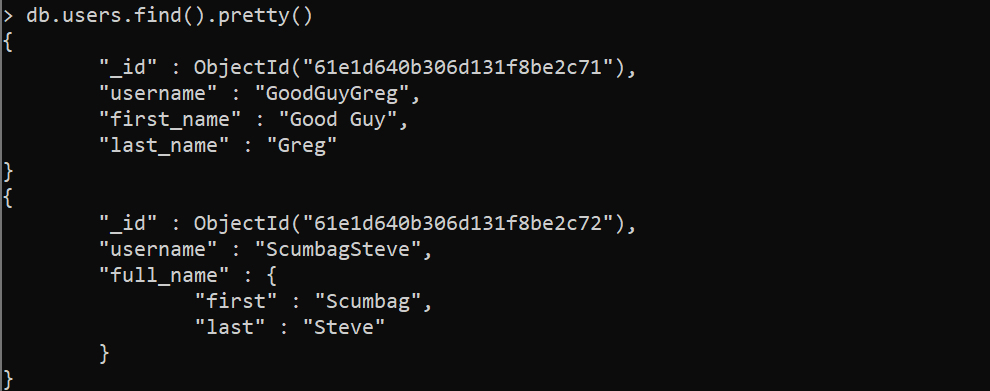 > db.users.find().pretty()
{
        "_id" : ObjectId("61e1d640b306d131f8be2c71"),
        "username" : "GoodGuyGreg",
        "first_name" : "Good Guy",
        "last_name" : "Greg"
}
{
        "_id" : ObjectId("61e1d640b306d131f8be2c72"),
        "username" : "ScumbagSteve",
        "full_name" : {
                "first" : "Scumbag",
                "last" : "Steve"
        }
}